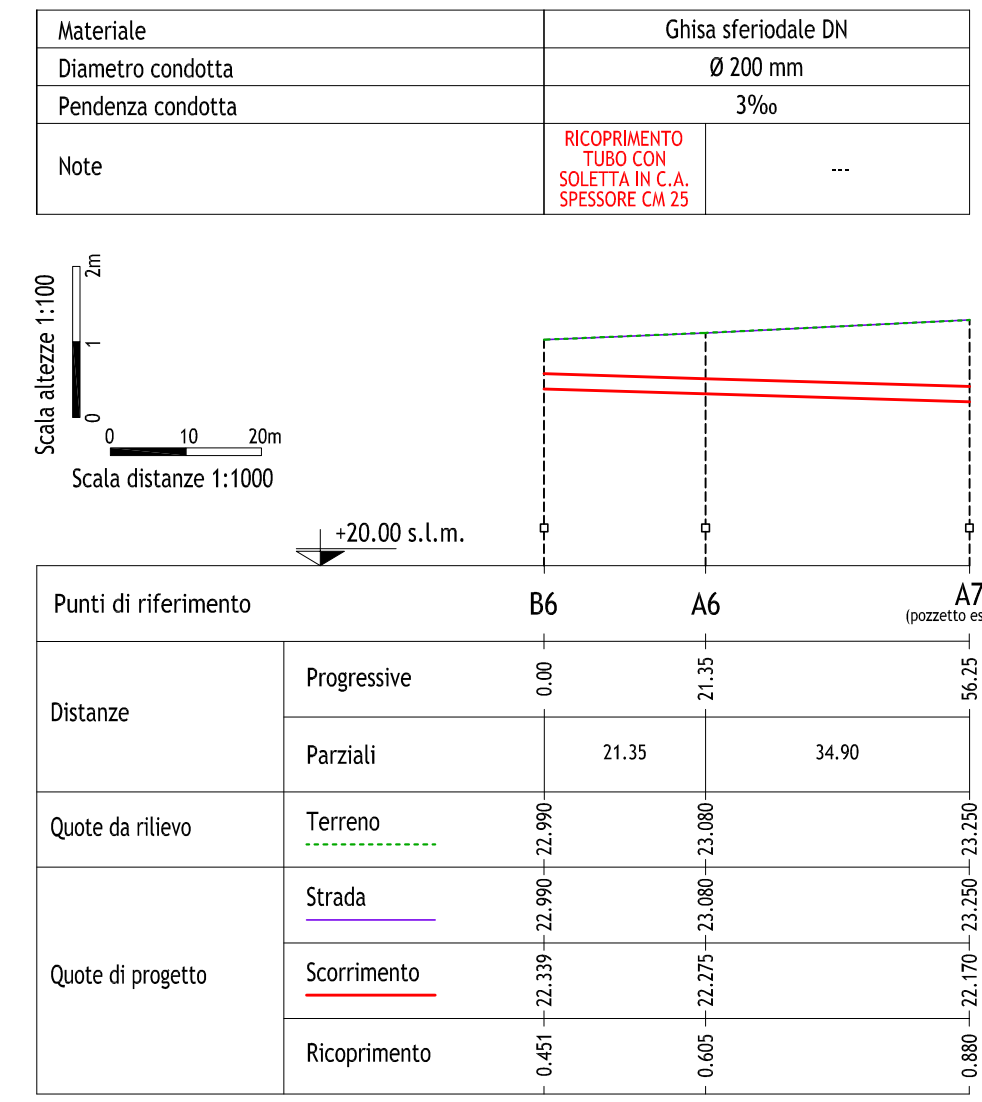 Materiale
Ghisa sferiodale DN
Diametro condotta
Ø 200 mm
Pendenza condotta
3‰
Note
RICOPRIMENTO
TUBO CON
SOLETTA IN C.A.
SPESSORE CM 25
---
Scala altezze 1:100
0
1
2m
0 10 20m
Scala distanze 1:1000
+20.00 s.l.m.
Punti di riferimento
B6
A6
A7
(pozzetto es
Distanze
Progressive
0.00
21.35
56.25
Parziali
21.35
34.90
Quote da rilievo
Terreno
22.990
23.080
23.250
Quote di progetto
Strada
22.990
23.080
23.250
Scorrimento
22.339
22.275
22.170
Ricoprimento
0.451
0.605
0.880